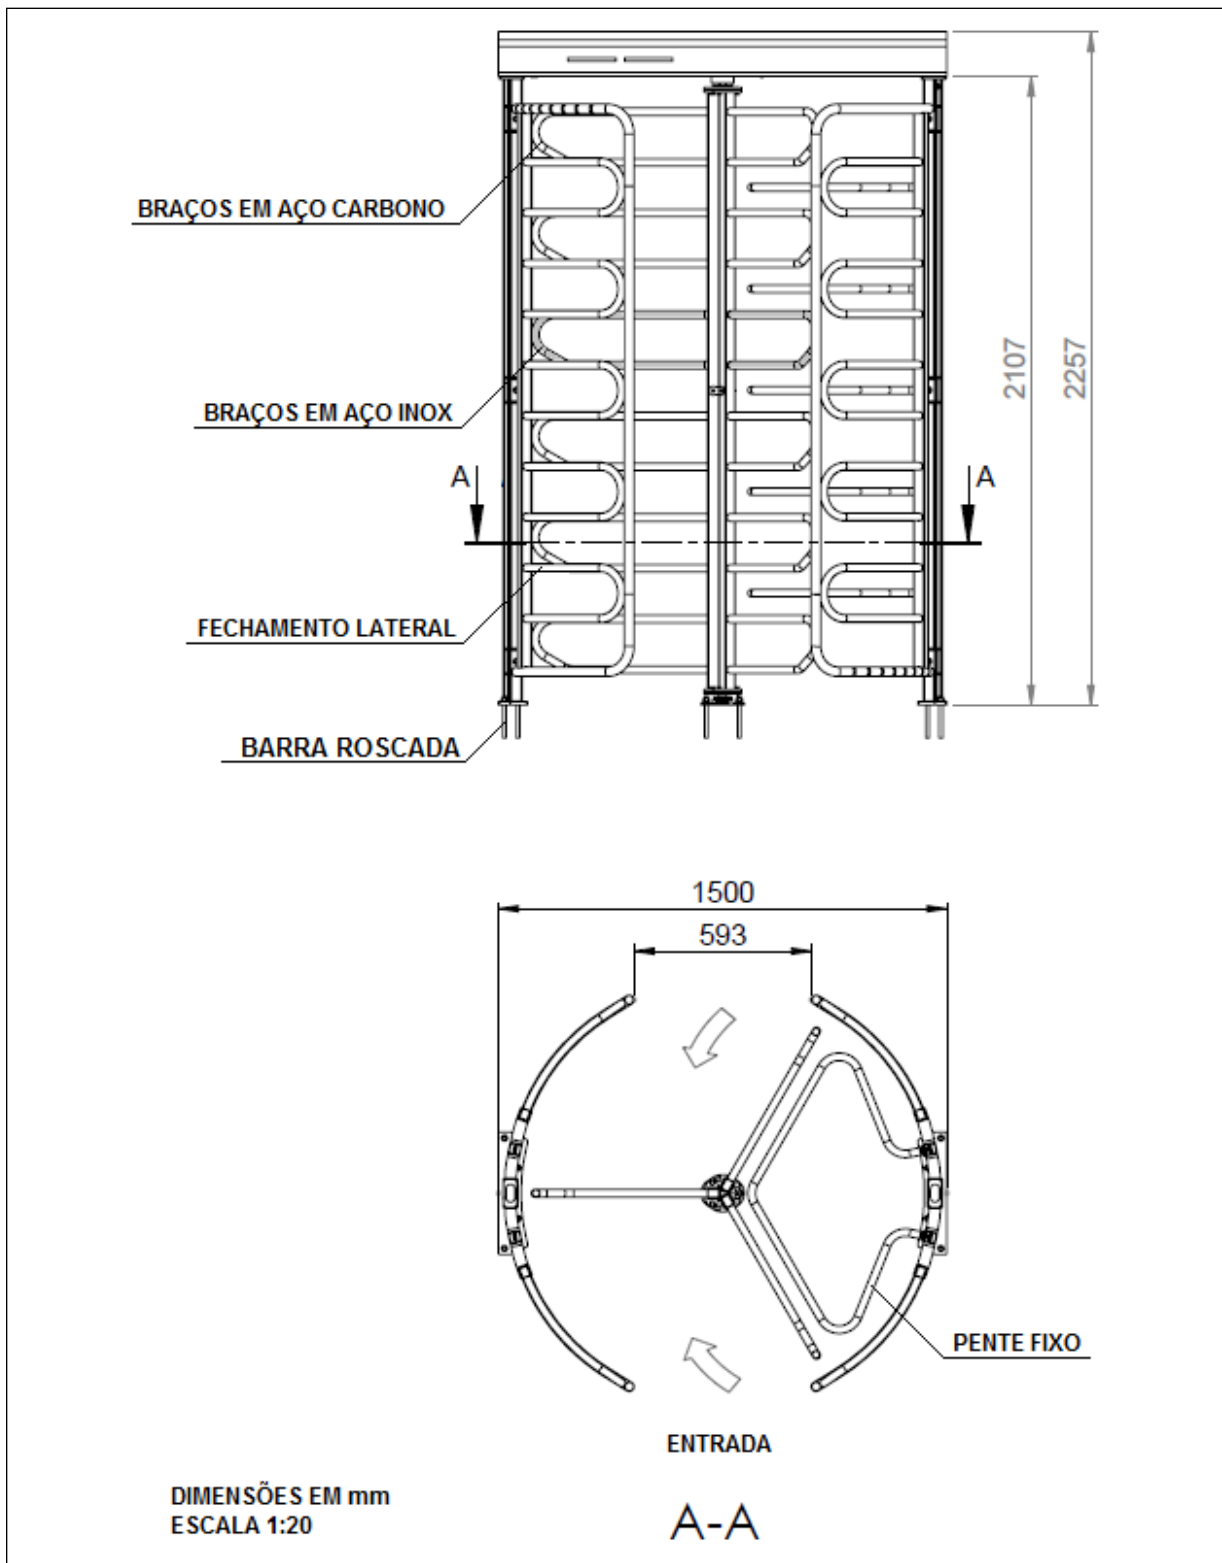 BRAÇOS EM AÇO CARBONO
2107
2257
BRAÇOS EM AÇO INOX
A
A
FECHAMENTO LATERAL
BARRA ROSCADA
1500
593
PENTE FIXO
ENTRADA
DIMENSÕES EM mm
ESCALA 1:20
A-A